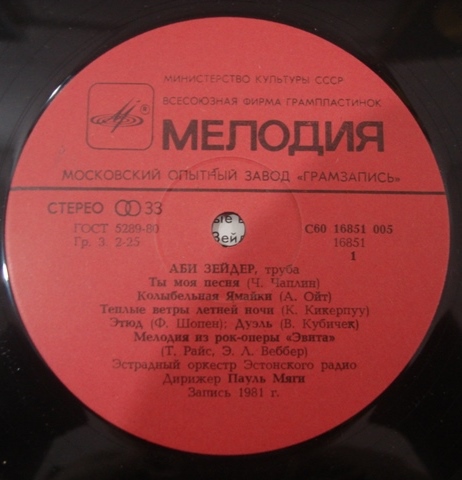 МИНИСТЕРСТВО КУЛЬТУРЫ СССР
ВСЕСОЮЗНАЯ ФИРМА ГРАМПЛАСТИНОК
®
МЕЛОДИЯ
МОСКОВСКИЙ ОПЫТНЫЙ ЗАВОД «ГРАМЗАПИСЬ»
СТЕРЕО 33
ГОСТ 5289-80
Гр. 3. 2-25
С60 16851 005
16851
1
АБИ ЗЕЙДЕР, труба
Ты моя песня (Ч. Чаплин)
Колыбельная Ямайки (А. Ойт)
Теплые ветры летней ночи (К. Кикерпуу)
Этюд (Ф. Шопен); Дуэль (В. Кубичек)
Мелодия из рок-оперы «Эвита»
(Т. Райс, Э. Л. Веббер)
Эстрадный оркестр Эстонского радио
Дирижер Пауль Мяги
Запись 1981 г.